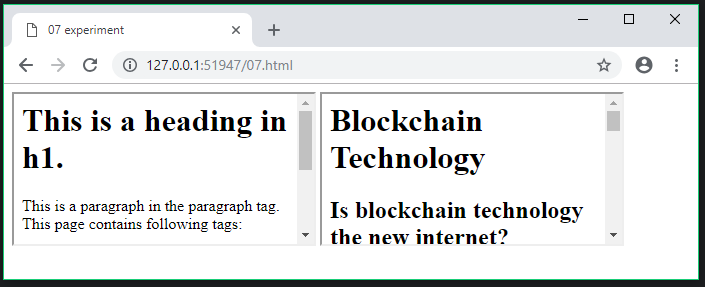 07 experiment
127.0.0.1:51947/07.html
This is a heading in
h1.
This is a paragraph in the paragraph tag.
This page contains following tags:
Blockchain
Technology
Is blockchain technology
the new internet?